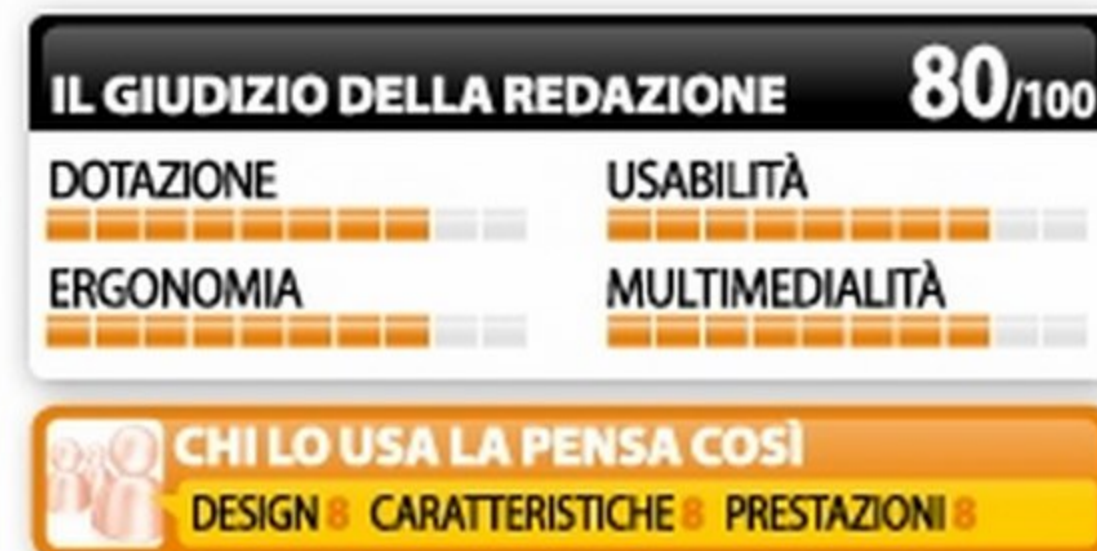 IL GIUDIZIO DELLA REDAZIONE 80/100
DOTAZIONE USABILITÀ
ERGONOMIA MULTIMEDIALITÀ
CHI LO USA LA PENSA COSÌ
DESIGN 8 CARATTERISTICHE 8 PRESTAZIONI 8